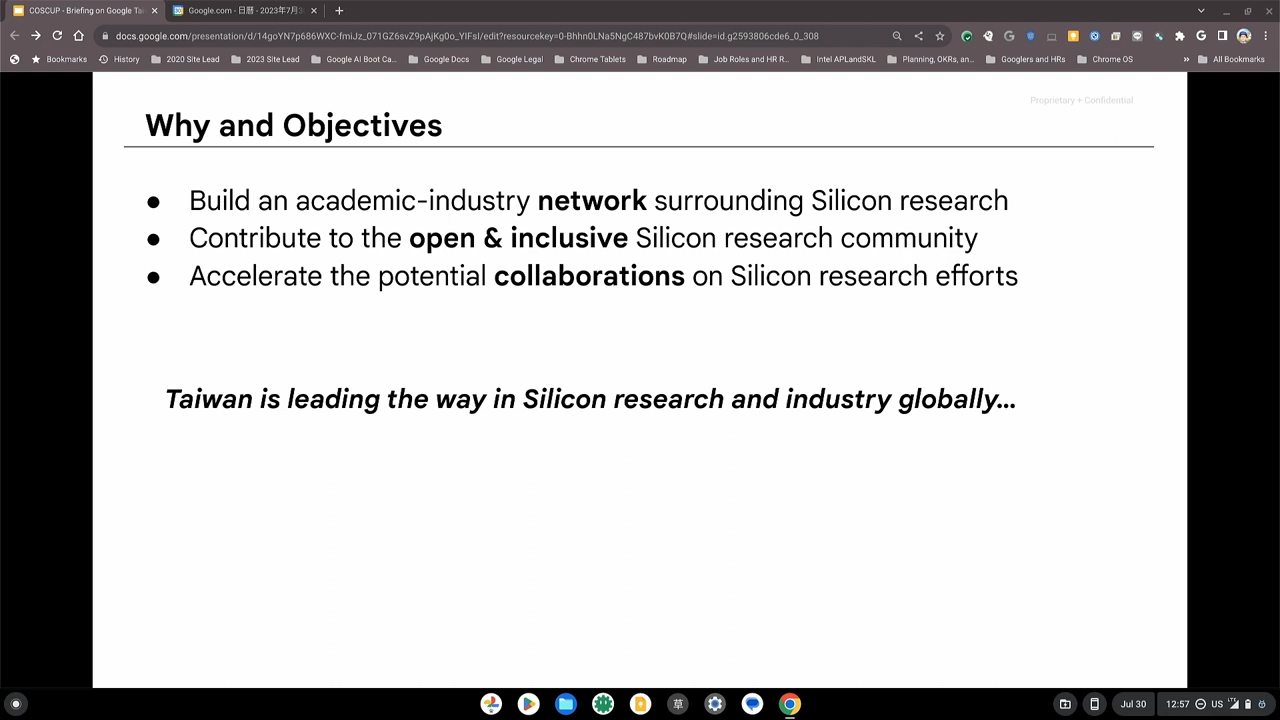 COSCUP - Briefing on Google Tai
Google.com - 日曆 - 2023年7月3
docs.google.com/presentation/d/14goYN7p686WXC-fmiJz_071GZ6svZ9pAjKg0o_YIFsI/edit?resourcekey=0-Bhhn0LNa5NgC487bvK0B7Q#slide=id.g2593806cde6_0_308
Bookmarks
History
2020 Site Lead
2023 Site Lead
Google AI Boot Ca...
Google Docs
Google Legal
Chrome Tablets
Roadmap
Job Roles and HR R...
Intel APLandSKL
Planning, OKRs, an...
Googlers and HRs
Chrome OS
»
All Bookmarks
Proprietary + Confidential
Why and Objectives
● Build an academic-industry network surrounding Silicon research
● Contribute to the open & inclusive Silicon research community
● Accelerate the potential collaborations on Silicon research efforts
Taiwan is leading the way in Silicon research and industry globally...
草
Jul 30
12:57
US
LTE